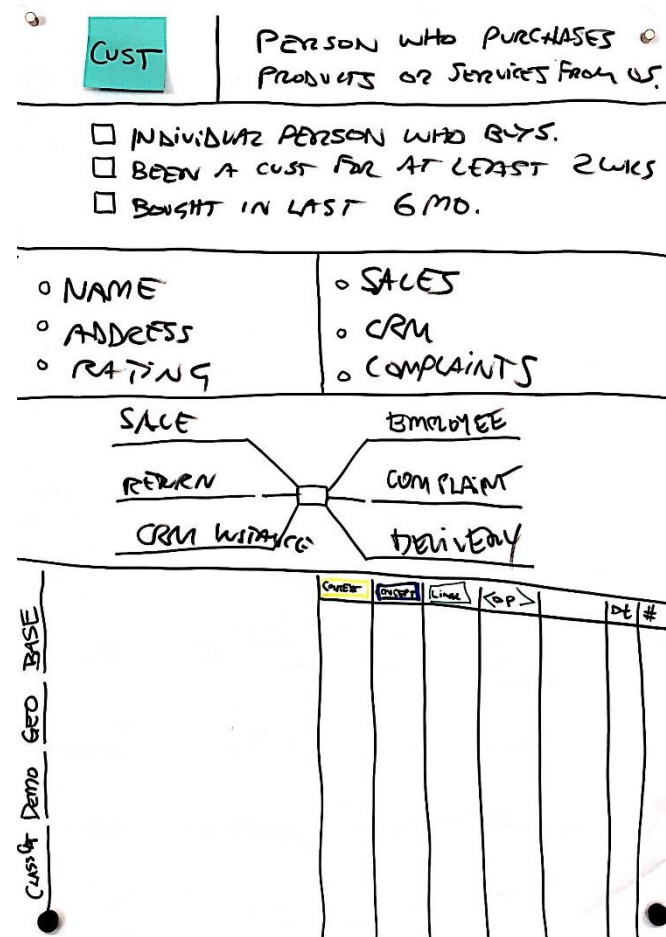 CUST
PERSON WHO PURCHASES
PRODUCTS OR SERVICES FROM US.
INDIVIDUAL PERSON WHO BUYS.
BEEN A CUST FOR AT LEAST 2 WKS
BOUGHT IN LAST 6 MO.
NAME
ADDRESS
RATING
SALES
CRM
COMPLAINTS
SALE
RETURN
CRM INSTANCE
EMPLOYEE
COMPLAINT
DELIVERY
CONTEXT CONCEPT <OP> Dt #
BASE
GEO
Demo